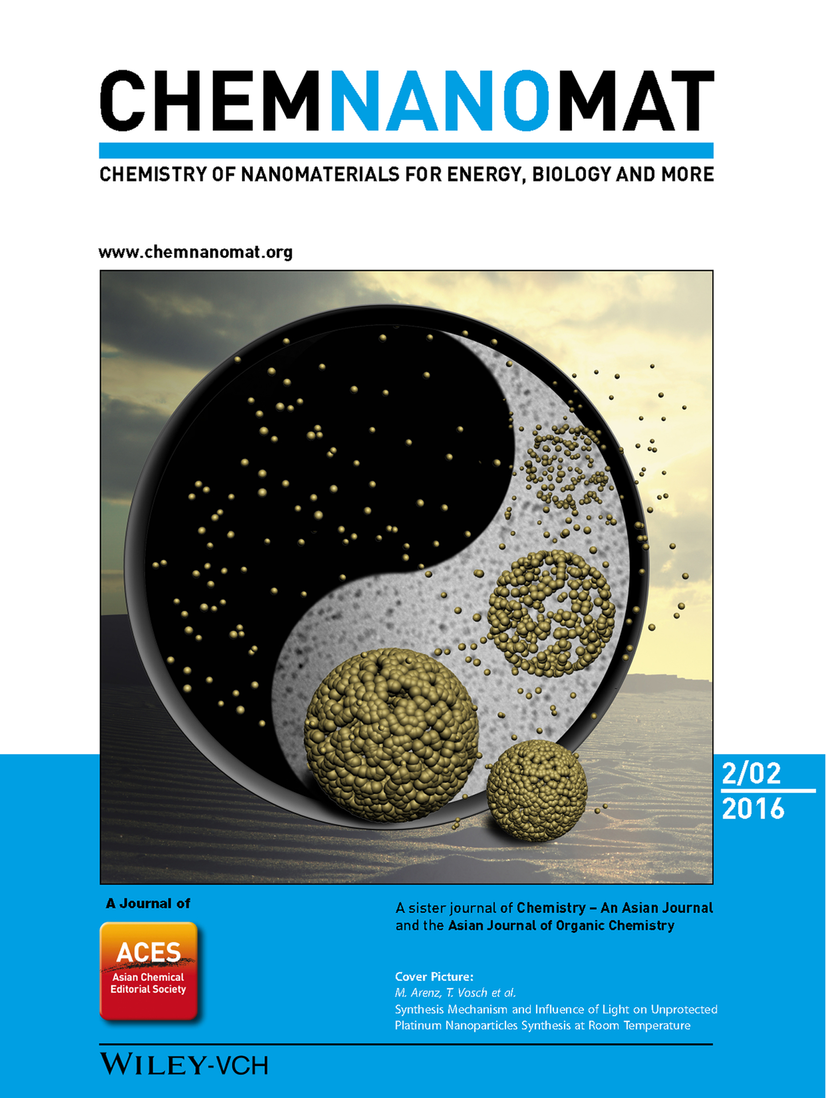 CHEMNANOMAT
CHEMISTRY OF NANOMATERIALS FOR ENERGY, BIOLOGY AND MORE
www.chemnanomat.org
2/02
2016
A Journal of
ACES
Asian Chemical
Editorial Society
A sister journal of Chemistry – An Asian Journal
and the Asian Journal of Organic Chemistry
Cover Picture:
M. Arenz, T. Vosch et al.
Synthesis Mechanism and Influence of Light on Unprotected
Platinum Nanoparticles Synthesis at Room Temperature
WILEY-VCH